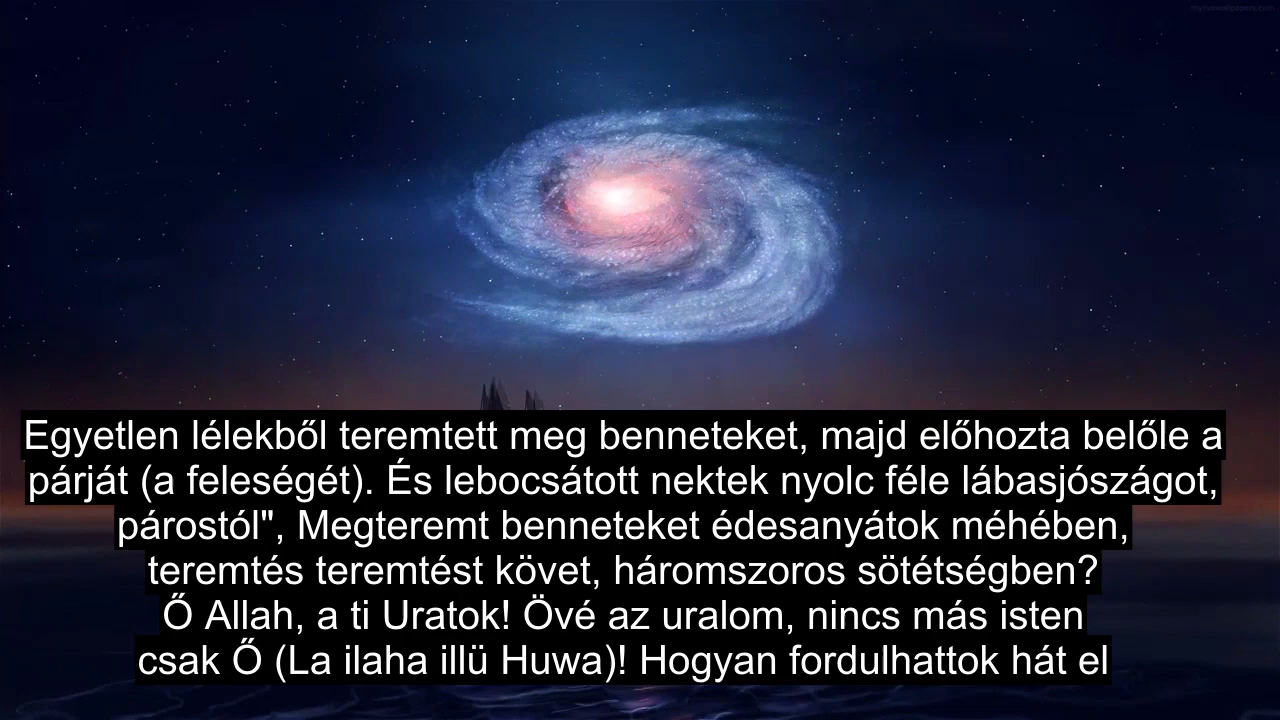 Egyetlen lélekből teremtett meg benneteket, majd előhozta belőle a
párját (a feleségét). És lebocsátott nektek nyolc féle lábasjószágot,
párostól", Megteremt benneteket édesanyátok méhében,
teremtés teremtést követ, háromszoros sötétségben?
Ő Allah, a ti Uratok! Övé az uralom, nincs más isten
csak Ő (La ilaha illü Huwa)! Hogyan fordulhattok hát el